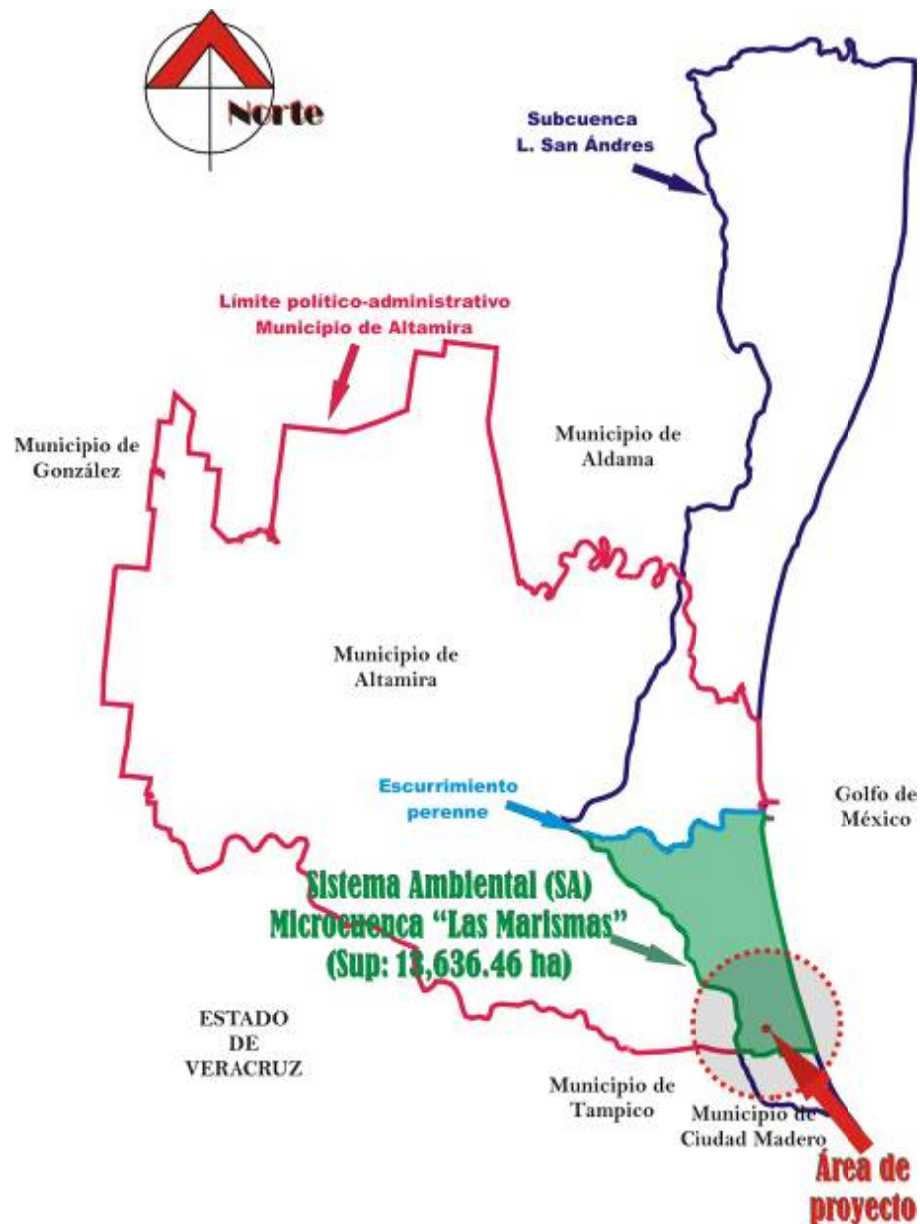 Norte
Subcuenca
L. San Ándres
Límite político-administrativo
Municipio de Altamira
Municipio de
González
Municipio de
Aldama
Municipio de
Altamira
Escurrimiento
perenne
Golfo de
México
Sistema Ambiental (SA)
Microcuenca “Las Marismas”
(Sup: 13,636.46 ha)
ESTADO
DE
VERACRUZ
Municipio de
Tampico
Municipio de
Ciudad Madero
Área de
proyecto